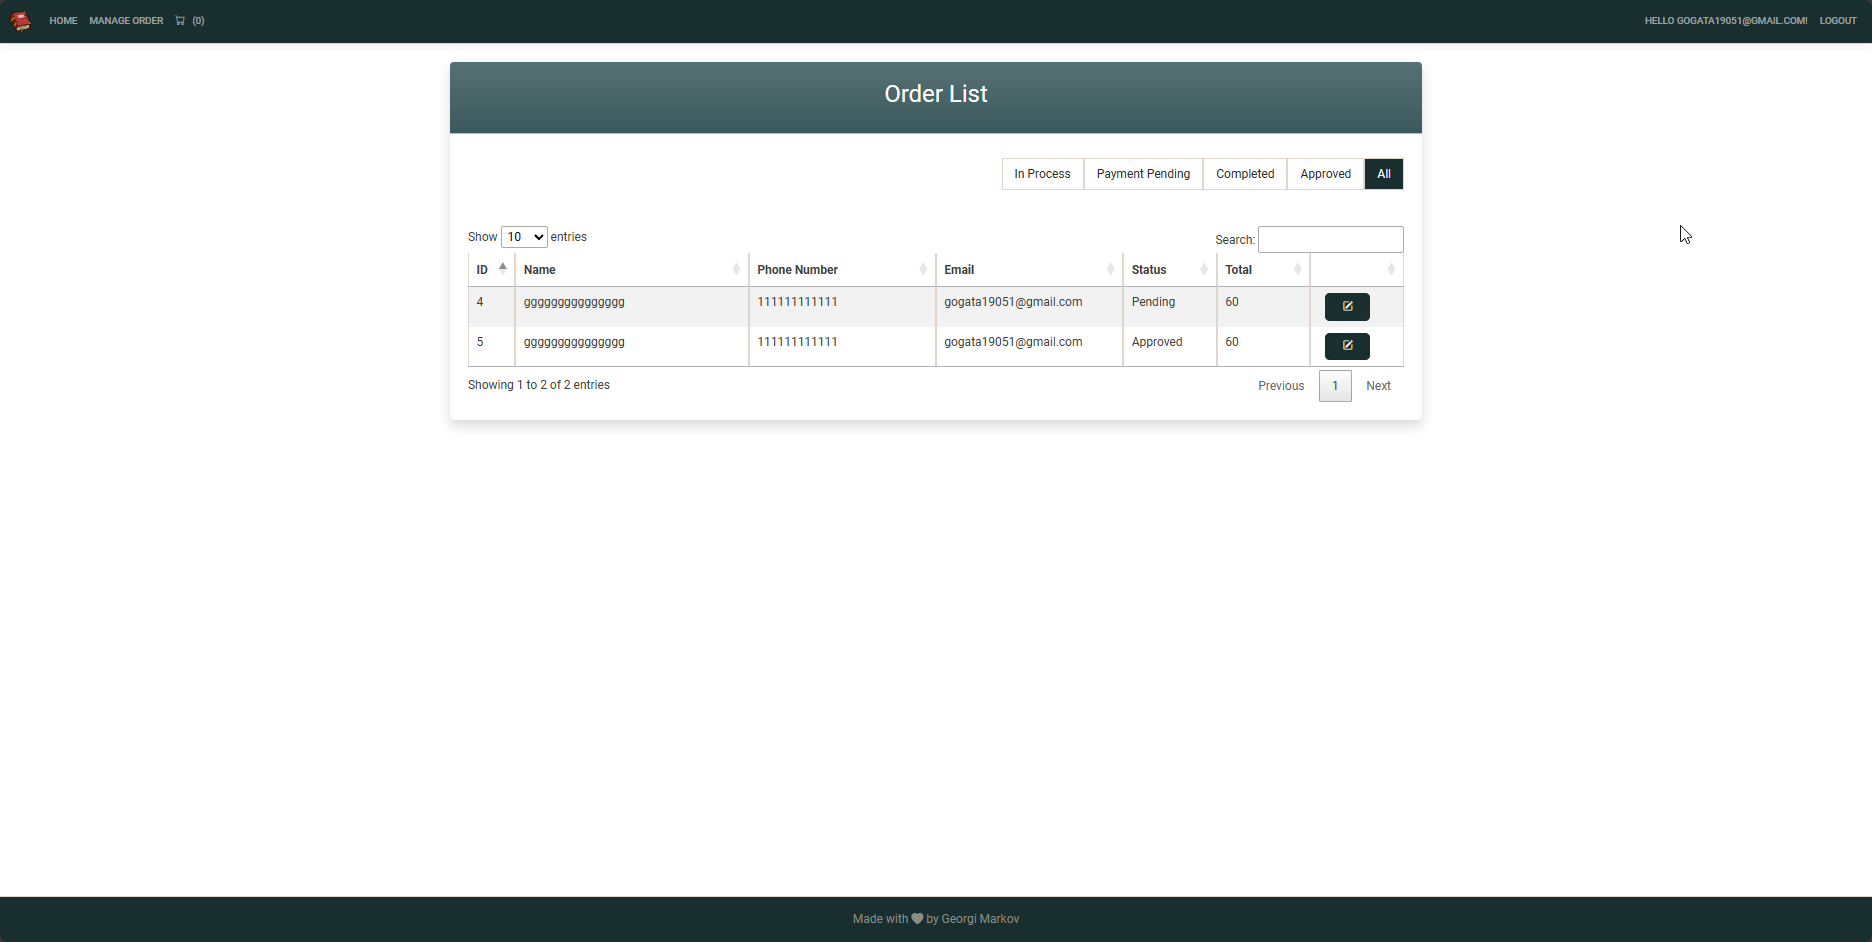 HOME MANAGE ORDER (0) HELLO GOGATA19051@GMAIL.COM! LOGOUT
Order List
In Process Payment Pending Completed Approved All
Show 10 entries Search:
ID Name Phone Number Email Status Total
4 ggggggggggggggg 111111111111 gogata19051@gmail.com Pending 60
5 ggggggggggggggg 111111111111 gogata19051@gmail.com Approved 60
Showing 1 to 2 of 2 entries Previous 1 Next
Made with by Georgi Markov